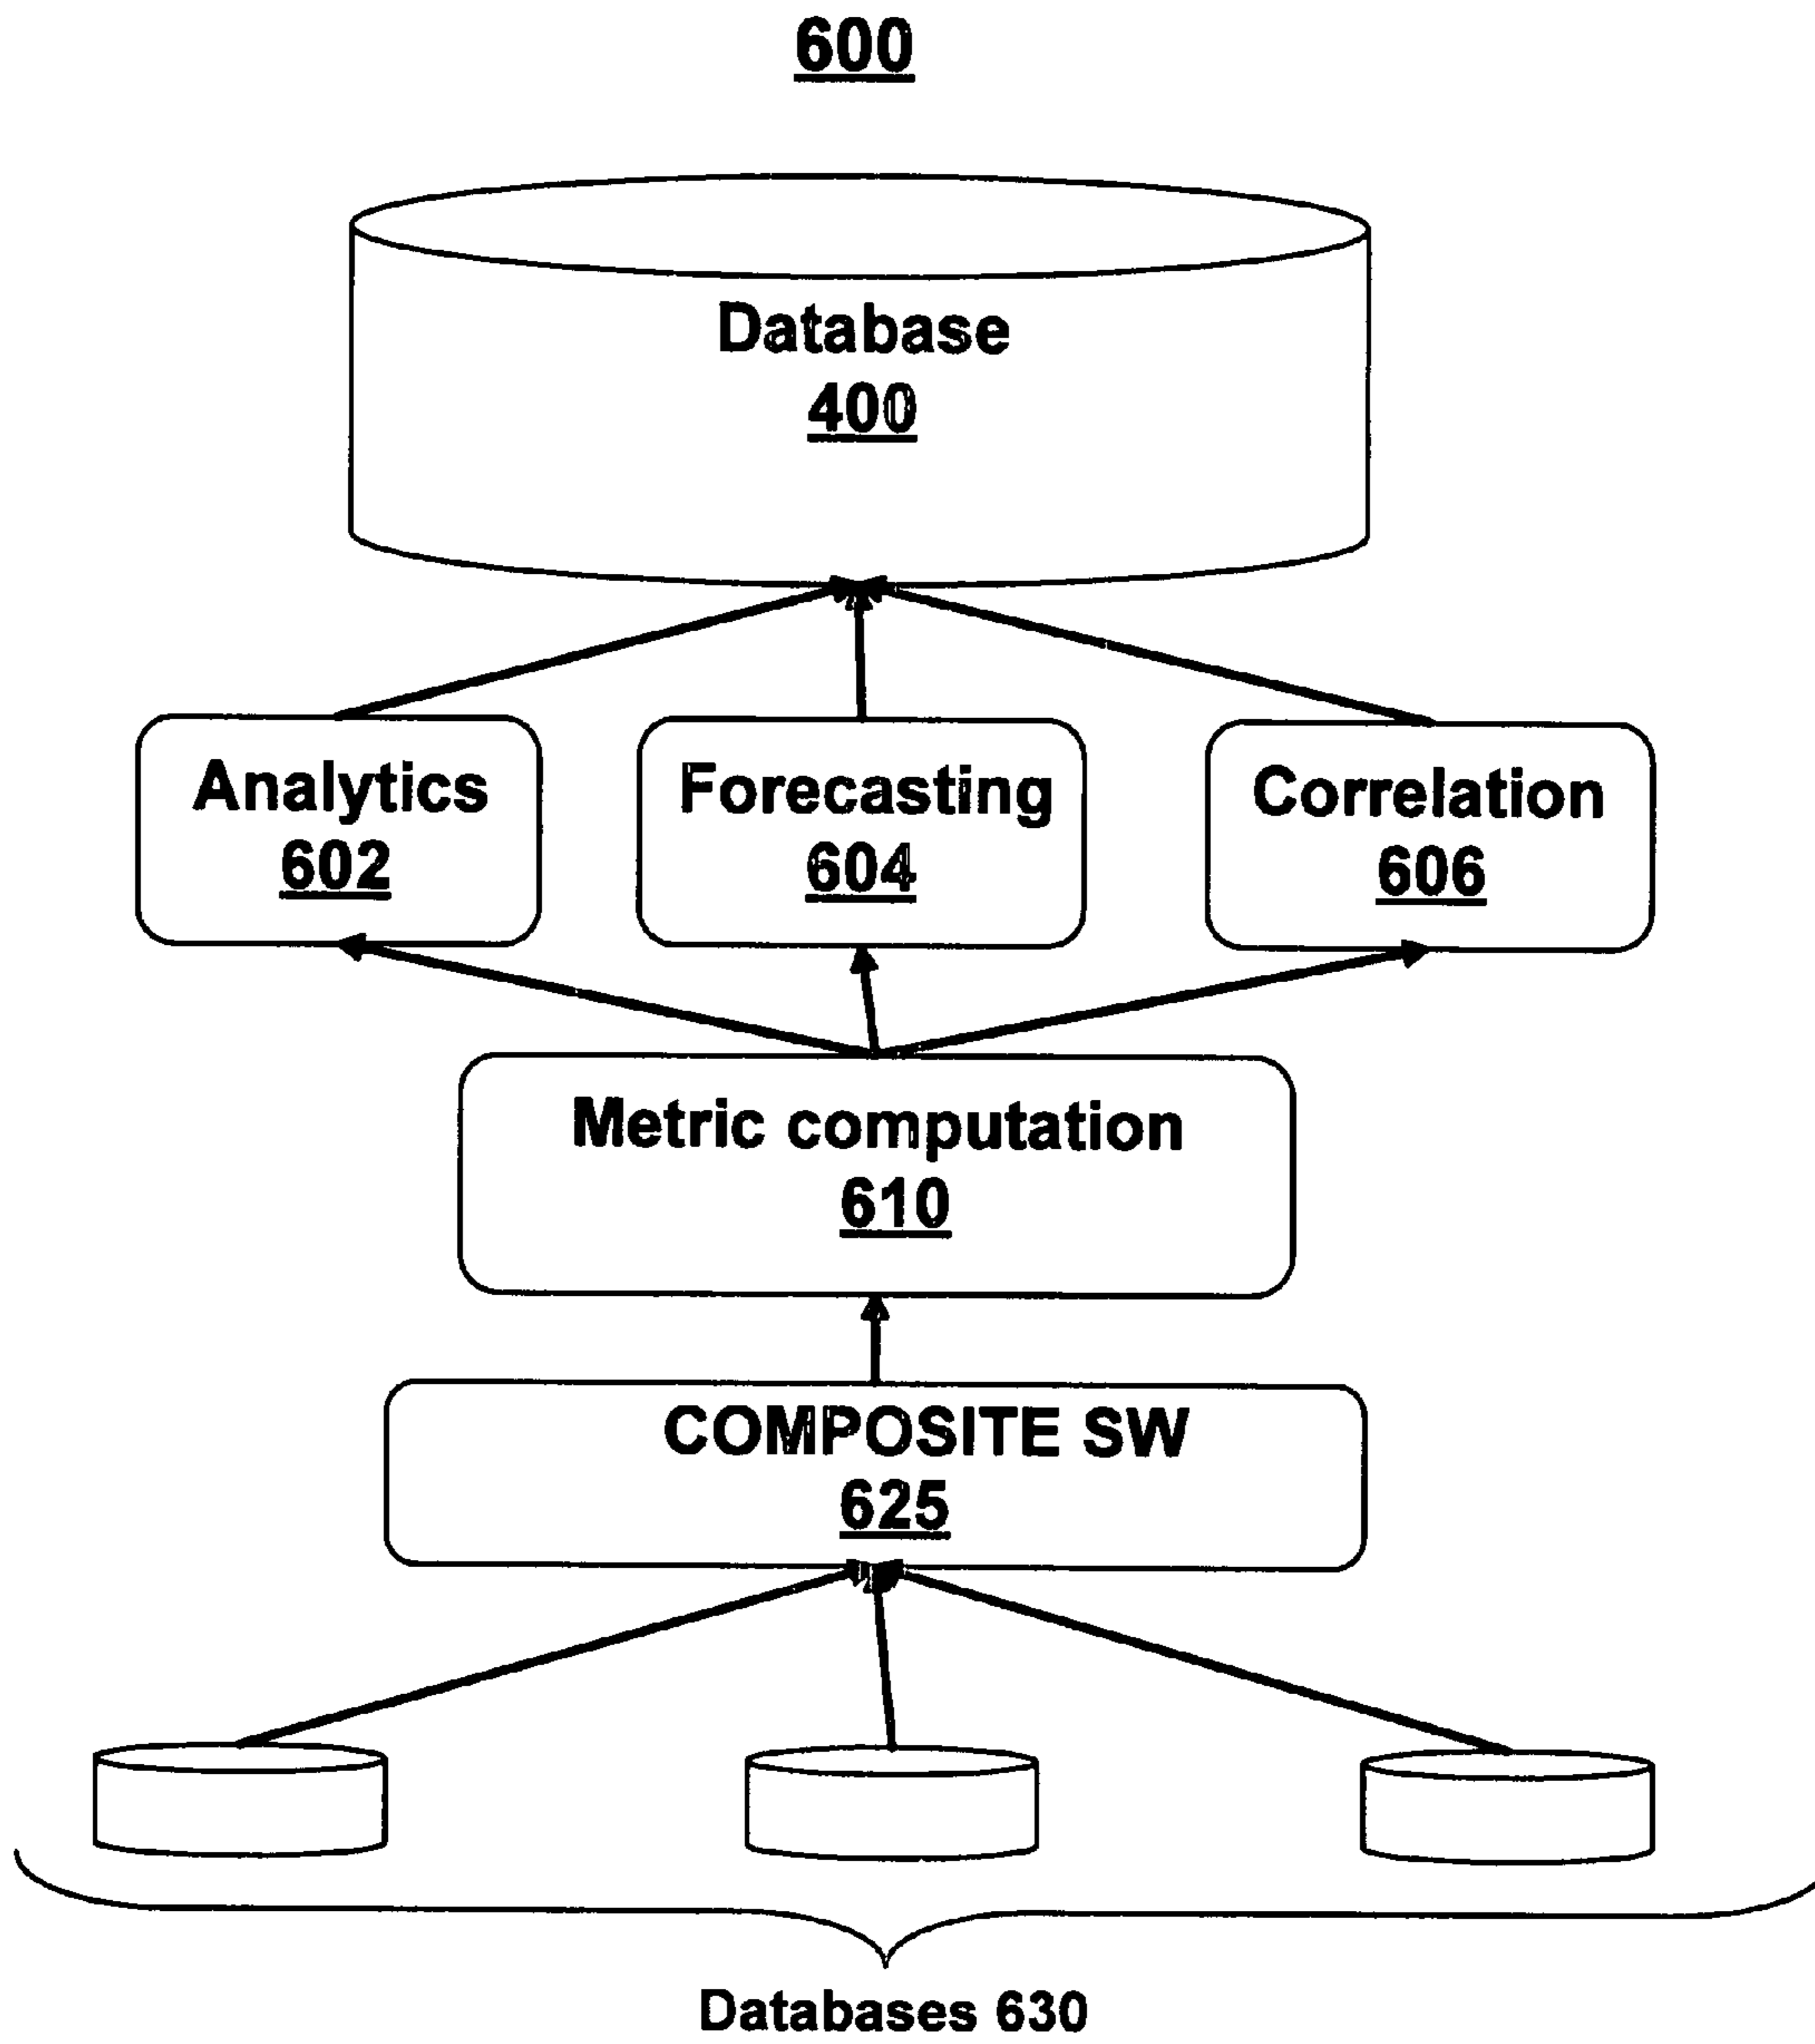 600
Database
400
Analytics
602
Forecasting
604
Correlation
606
Metric computation
610
COMPOSITE SW
625
Databases 630